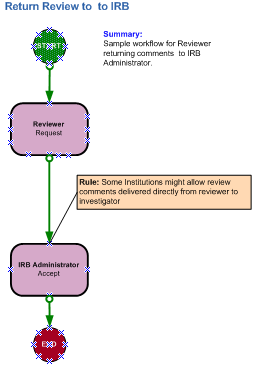 Return Review to  to IRB
START
Summary:
Sample workflow for Reviewer
returning comments  to IRB
Administrator.
Reviewer
Request
Rule: Some Institutions might allow review
comments delivered directly from reviewer to
investigator
IRB Administrator
Accept
END